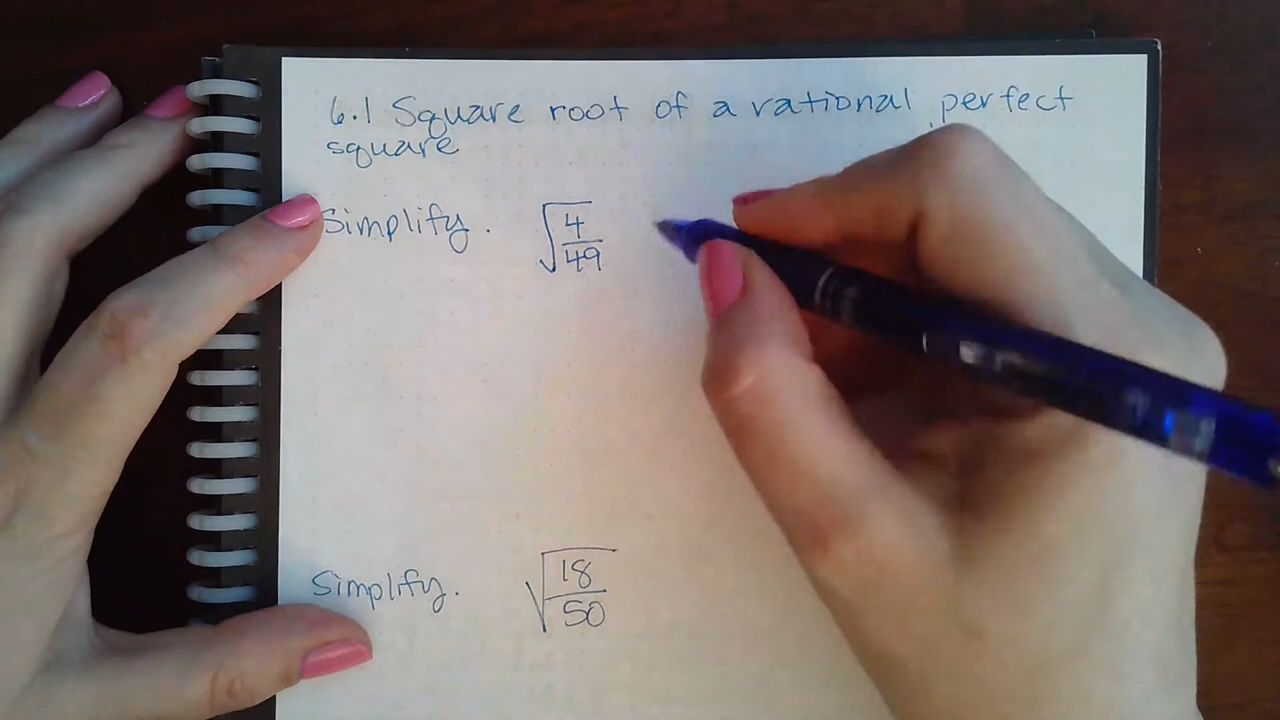 6.1 Square root of a rational perfect
square
Simplify. √(4/49)
Simplify. √(18/50)